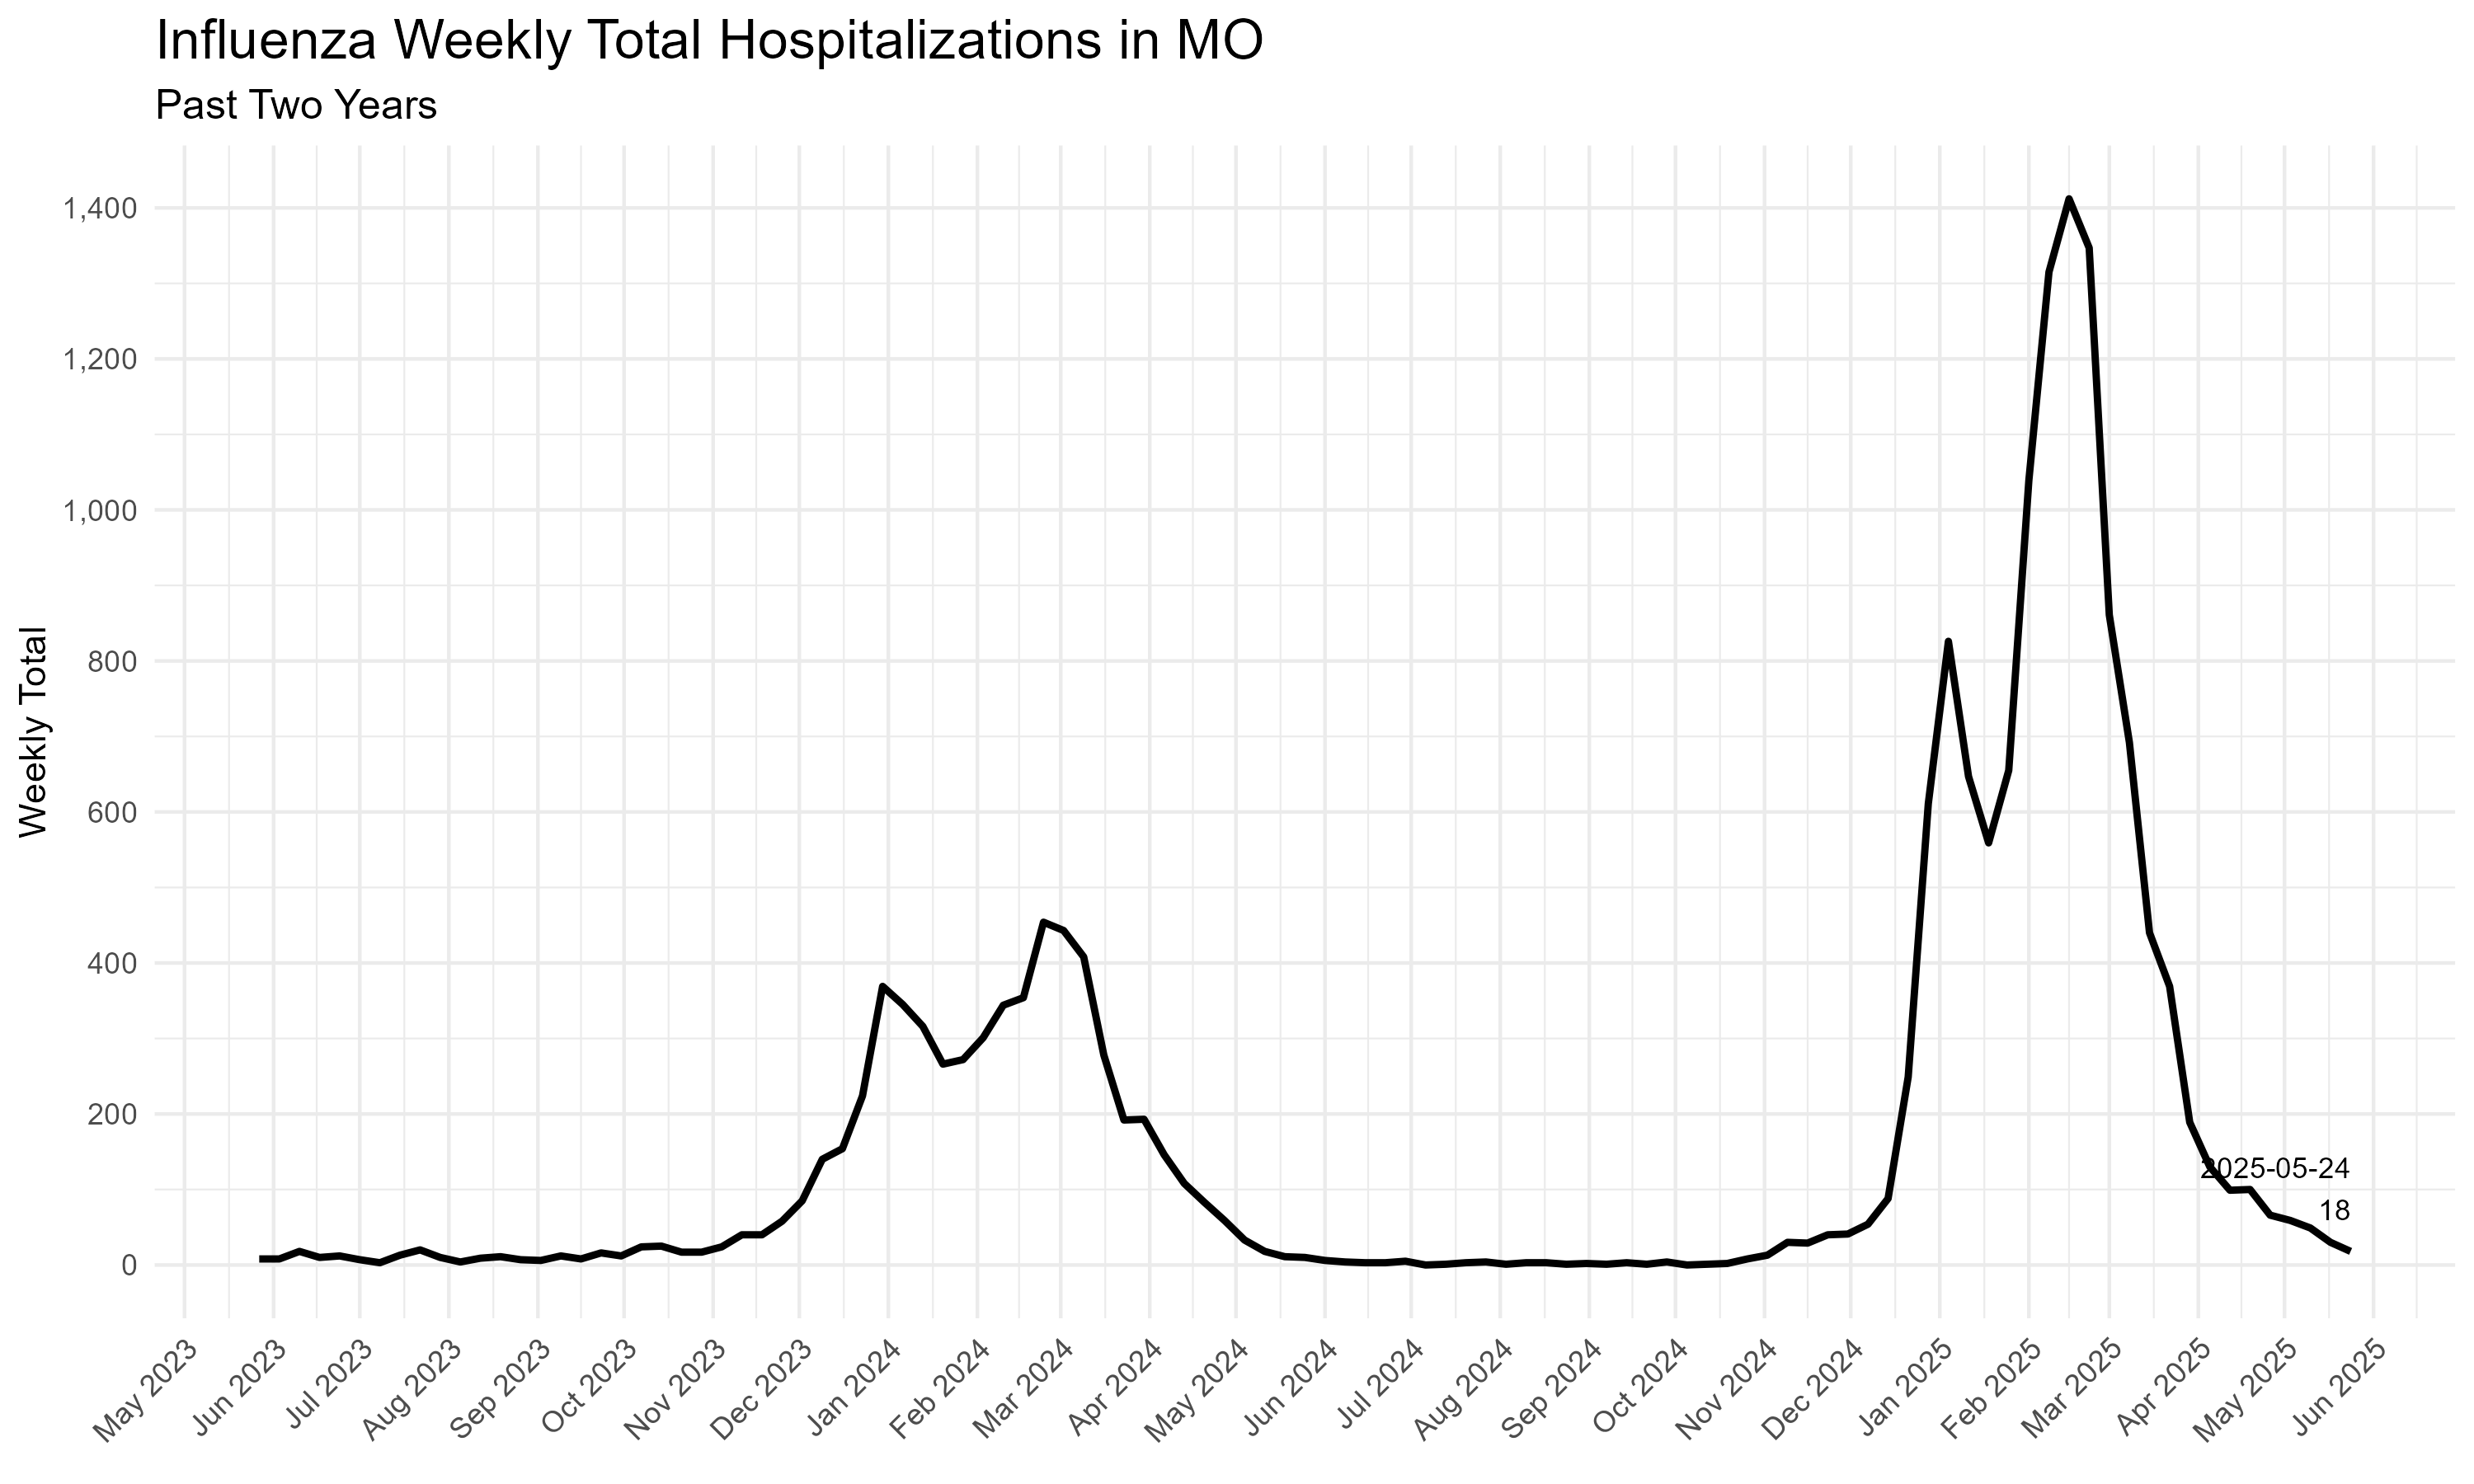 Influenza Weekly Total Hospitalizations in MO
Past Two Years
Weekly Total
1,400
1,200
1,000
800
600
400
200
0
2025-05-24
18
May 2023
Jun 2023
Jul 2023
Aug 2023
Sep 2023
Oct 2023
Nov 2023
Dec 2023
Jan 2024
Feb 2024
Mar 2024
Apr 2024
May 2024
Jun 2024
Jul 2024
Aug 2024
Sep 2024
Oct 2024
Nov 2024
Dec 2024
Jan 2025
Feb 2025
Mar 2025
Apr 2025
May 2025
Jun 2025